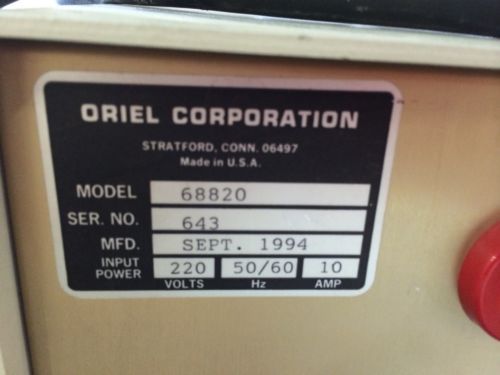 ORIEL CORPORATION
STRATFORD, CONN. 06497
Made in U.S.A.
MODEL 68820
SER. NO. 643
MFD. SEPT. 1994
INPUT POWER 220 50/60 10
VOLTS Hz AMP